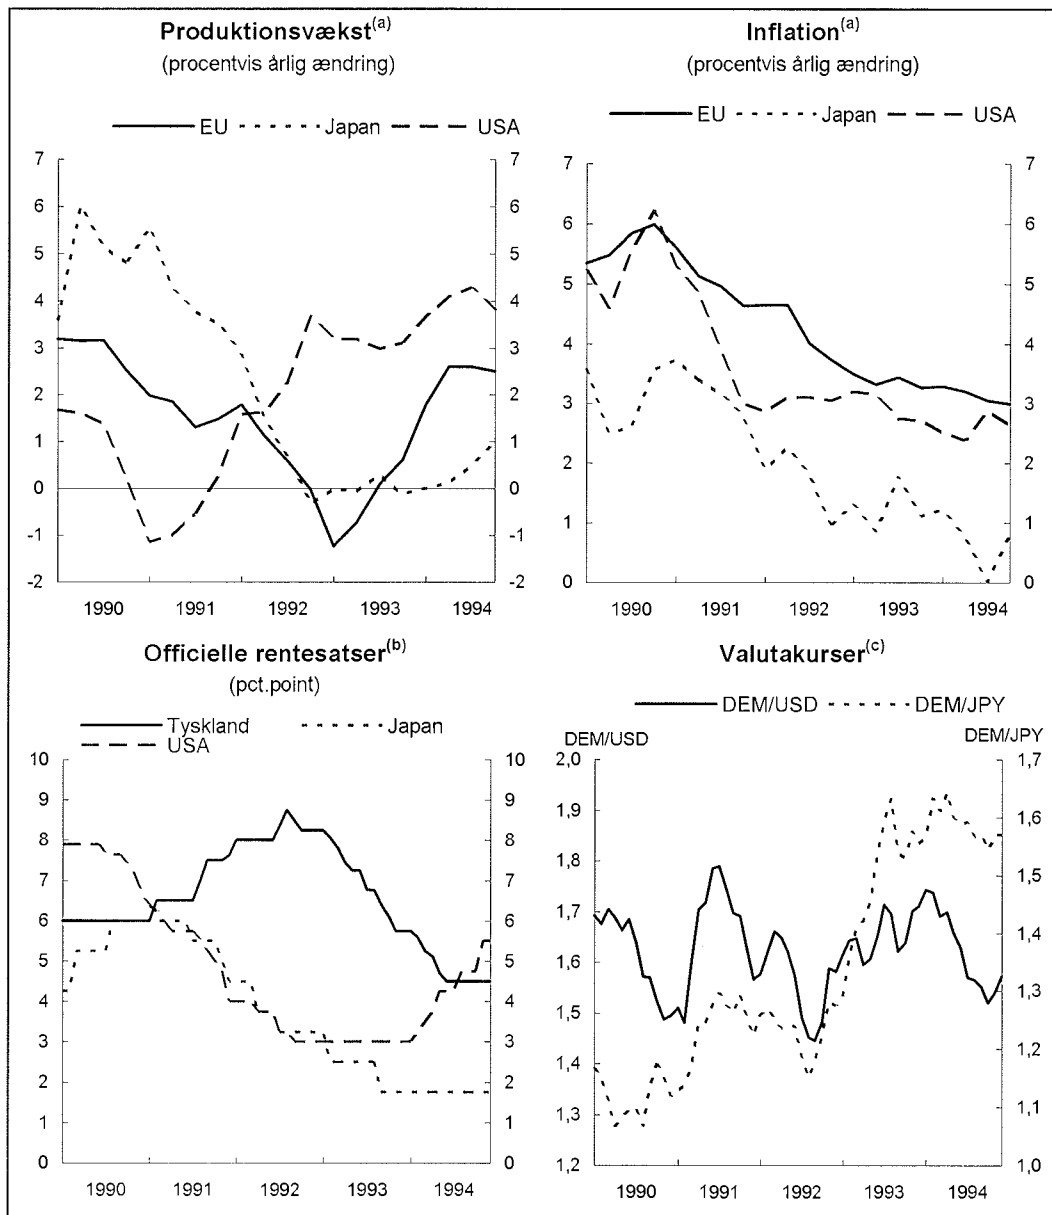 Produktionsvækst(a)
(procentvis årlig ændring)
EU Japan USA
7 7
6 6
5 5
4 4
3 3
2 2
1 1
0 0
-1 -1
-2 -2
1990 1991 1992 1993 1994
Inflation(a)
(procentvis årlig ændring)
EU Japan USA
7 7
6 6
5 5
4 4
3 3
2 2
1 1
0 0
1990 1991 1992 1993 1994
Officielle rentesatser(b)
(pct.point)
Tyskland Japan
USA
10 10
9 9
8 8
7 7
6 6
5 5
4 4
3 3
2 2
1 1
0 0
1990 1991 1992 1993 1994
Valutakurser(c)
DEM/USD DEM/JPY
DEM/USD DEM/JPY
2,0 1,7
1,9 1,6
1,8 1,5
1,7 1,4
1,6 1,3
1,5 1,2
1,4 1,1
1,3 1,0
1,2
1990 1991 1992 1993 1994